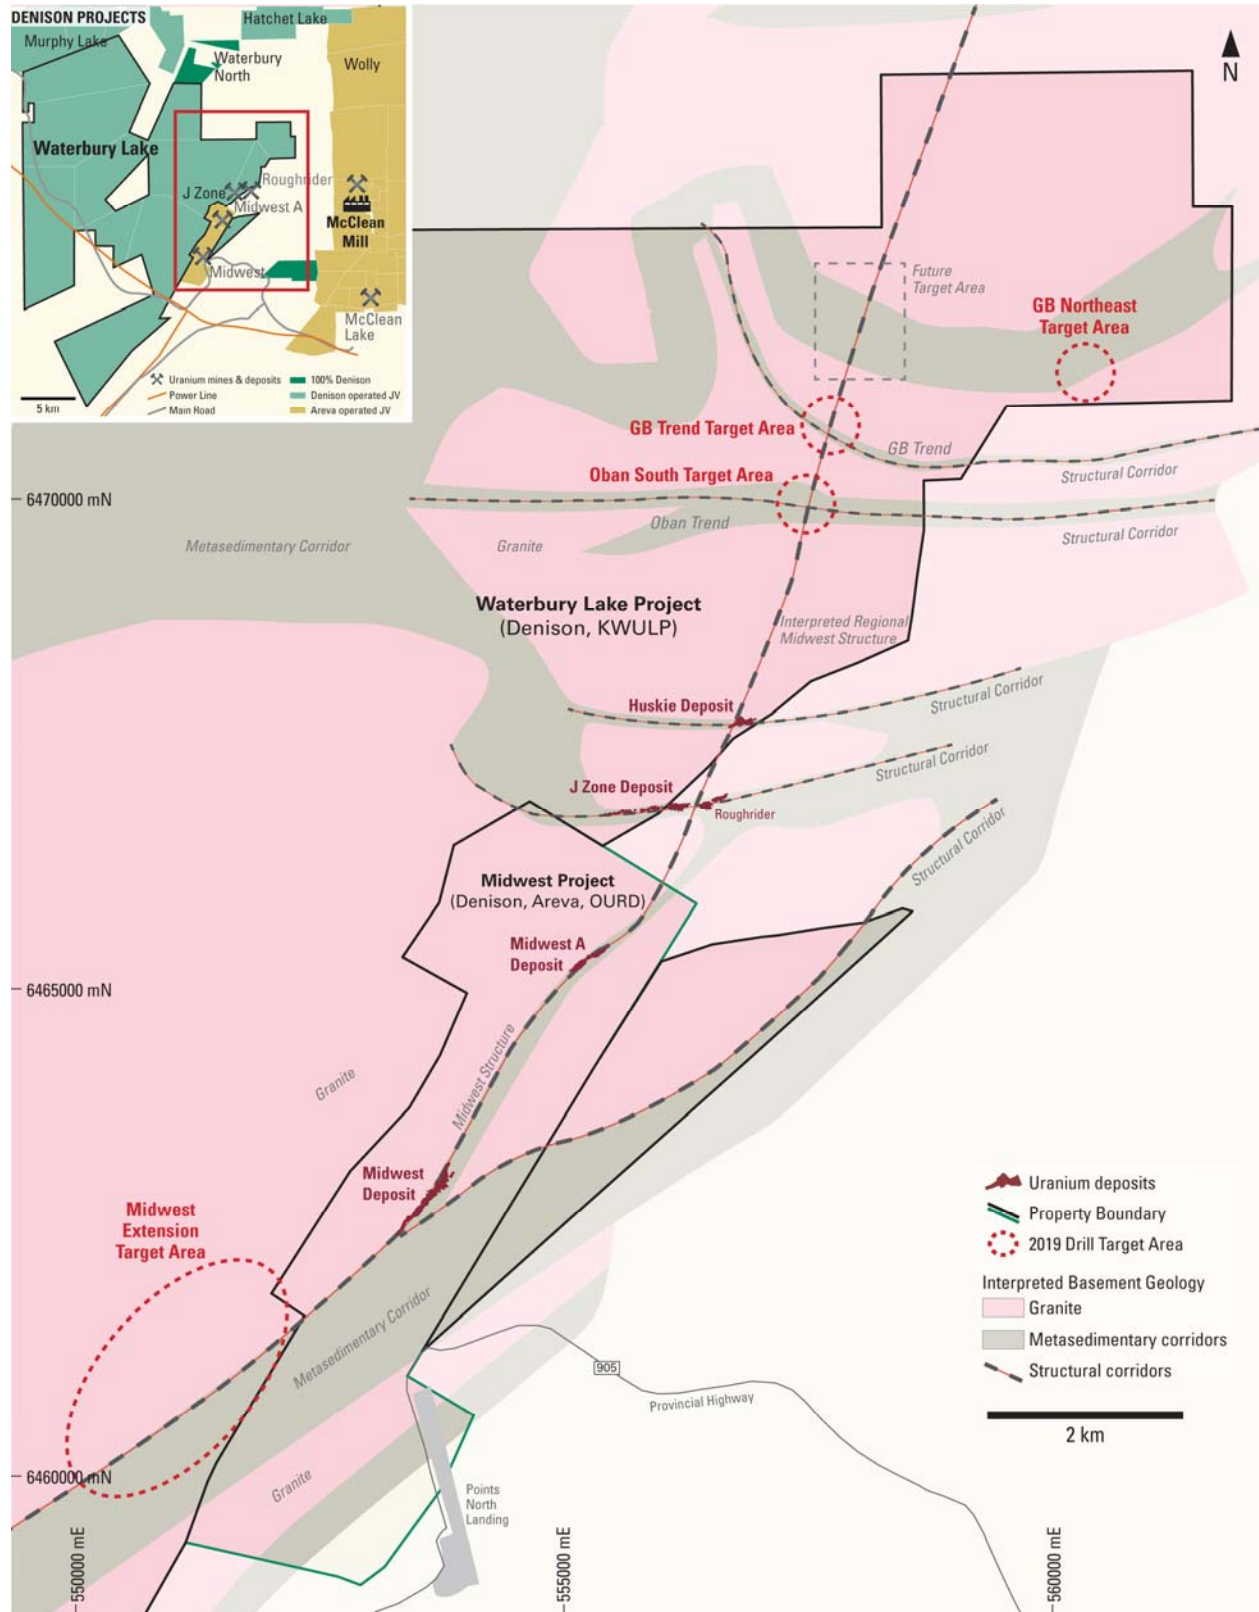 DENISON PROJECTS
Hatchet Lake
Murphy Lake
Waterbury
North
Wolly
Waterbury Lake
J Zone
Roughrider
Midwest A
McClean
Mill
Midwest
McClean
Lake
Uranium mines & deposits
100% Denison
Power Line
Denison operated JV
5 km
Main Road
Areva operated JV
N
Future
Target Area
GB Northeast
Target Area
GB Trend Target Area
GB Trend
Structural Corridor
Oban South Target Area
6470000 mN
Oban Trend
Structural Corridor
Metasedimentary Corridor
Granite
Waterbury Lake Project
(Denison, KWULP)
Interpreted Regional
Midwest Structure
Huskie Deposit
Structural Corridor
J Zone Deposit
Structural Corridor
Roughrider
Structural Corridor
Midwest Project
(Denison, Areva, OURD)
Midwest A
Deposit
6465000 mN
Midwest Structure
Granite
Midwest
Deposit
Midwest
Extension
Target Area
Metasedimentary Corridor
905
Provincial Highway
6460000 mN
Granite
Points
North
Landing
550000 mE
555000 mE
560000 mE
Uranium deposits
Property Boundary
2019 Drill Target Area
Interpreted Basement Geology
Granite
Metasedimentary corridors
Structural corridors
2 km